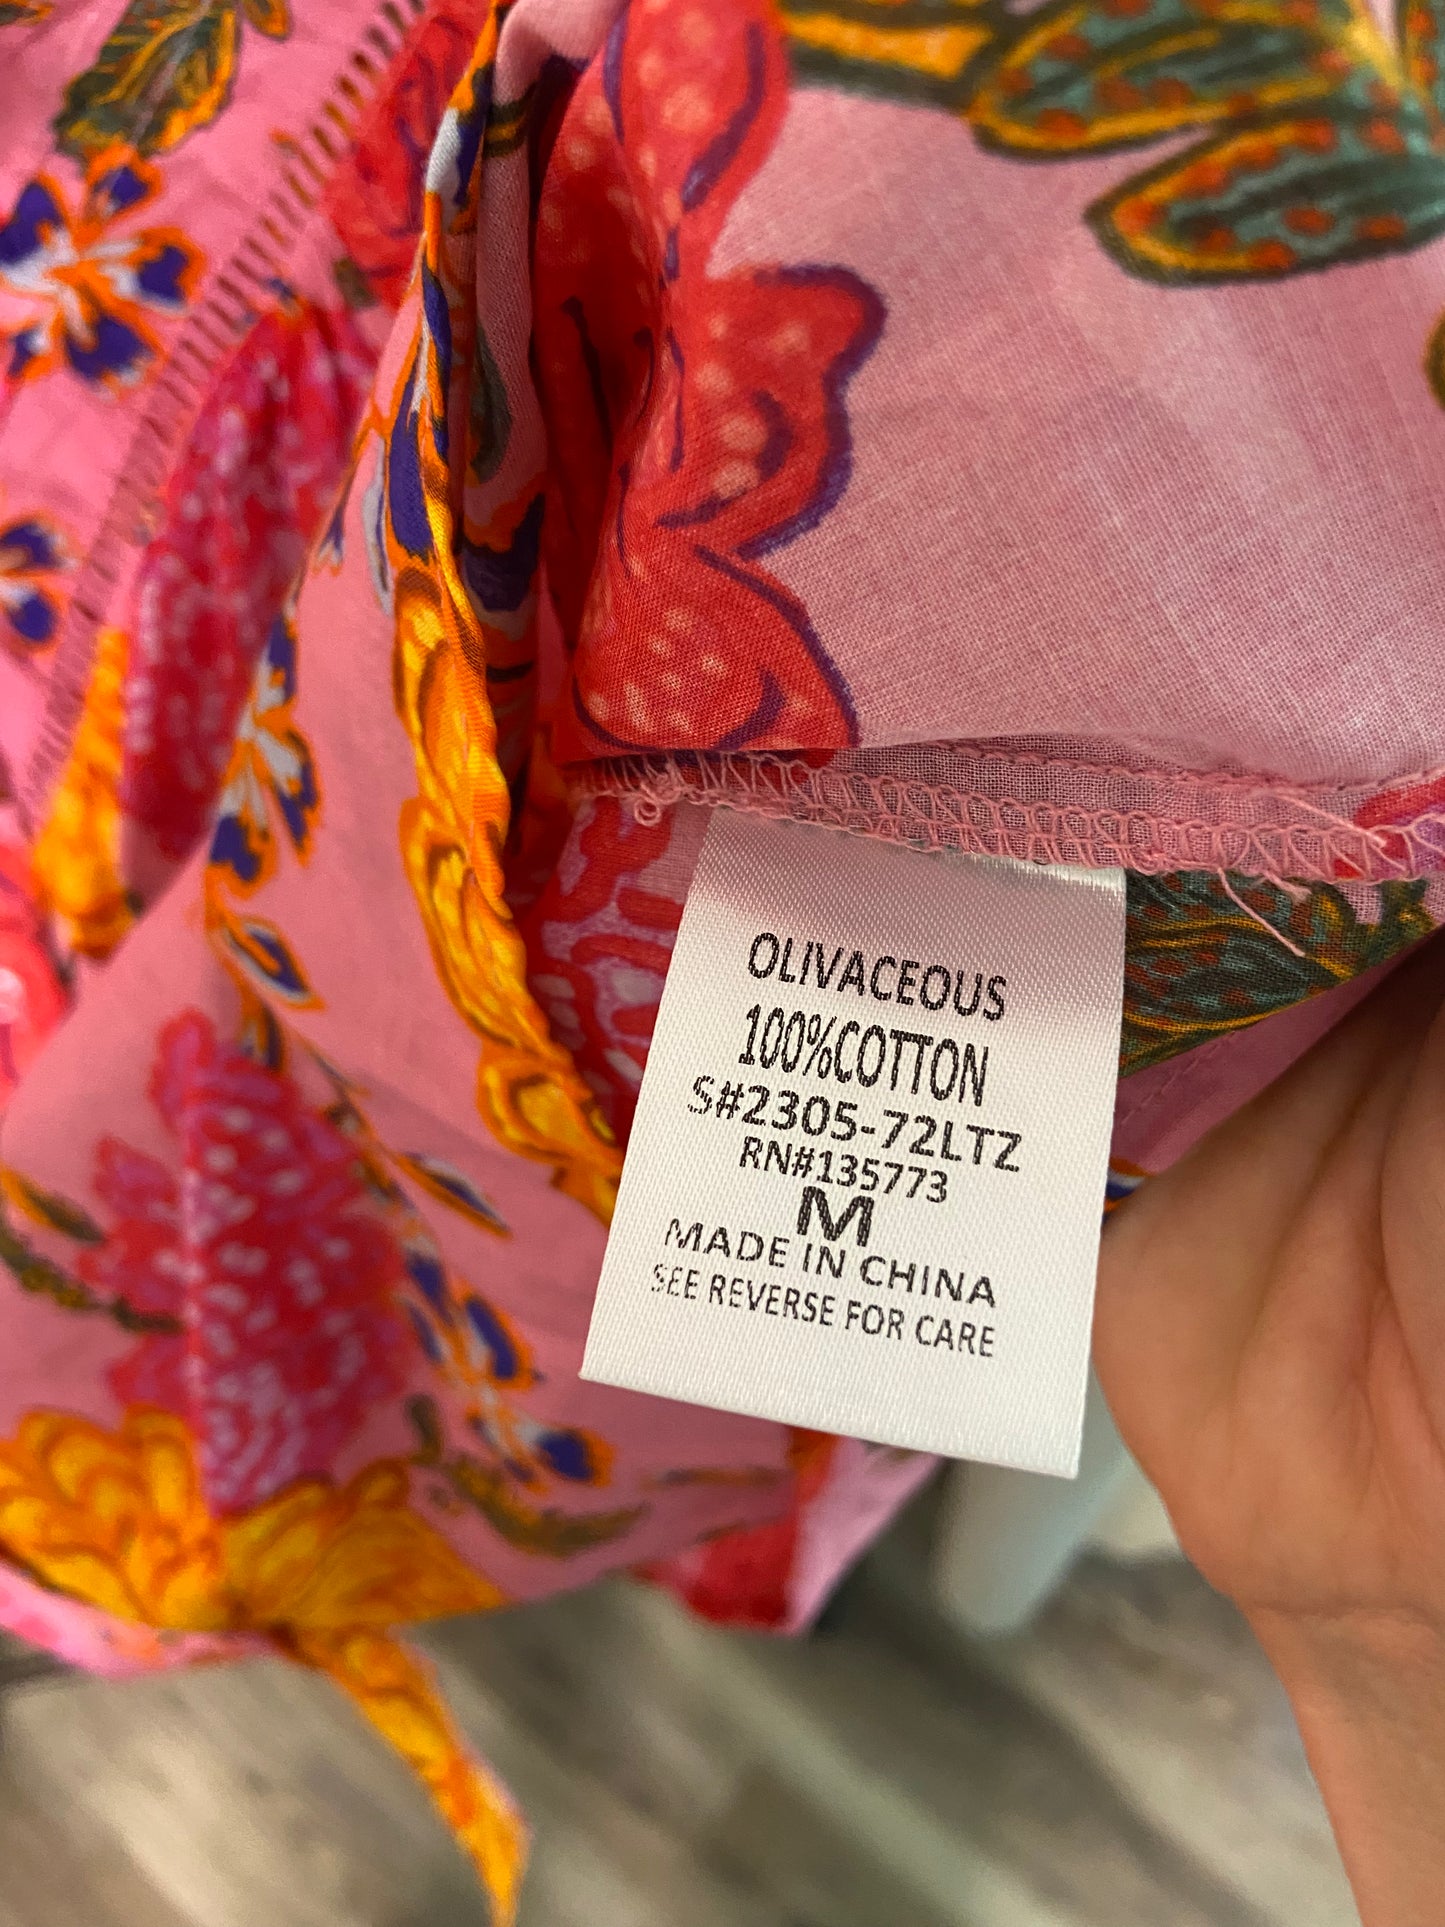 OLIVACEOUS
100%COTTON
S#2305-72LTZ
RN#135773
M
MADE IN CHINA
SEE REVERSE FOR CARE